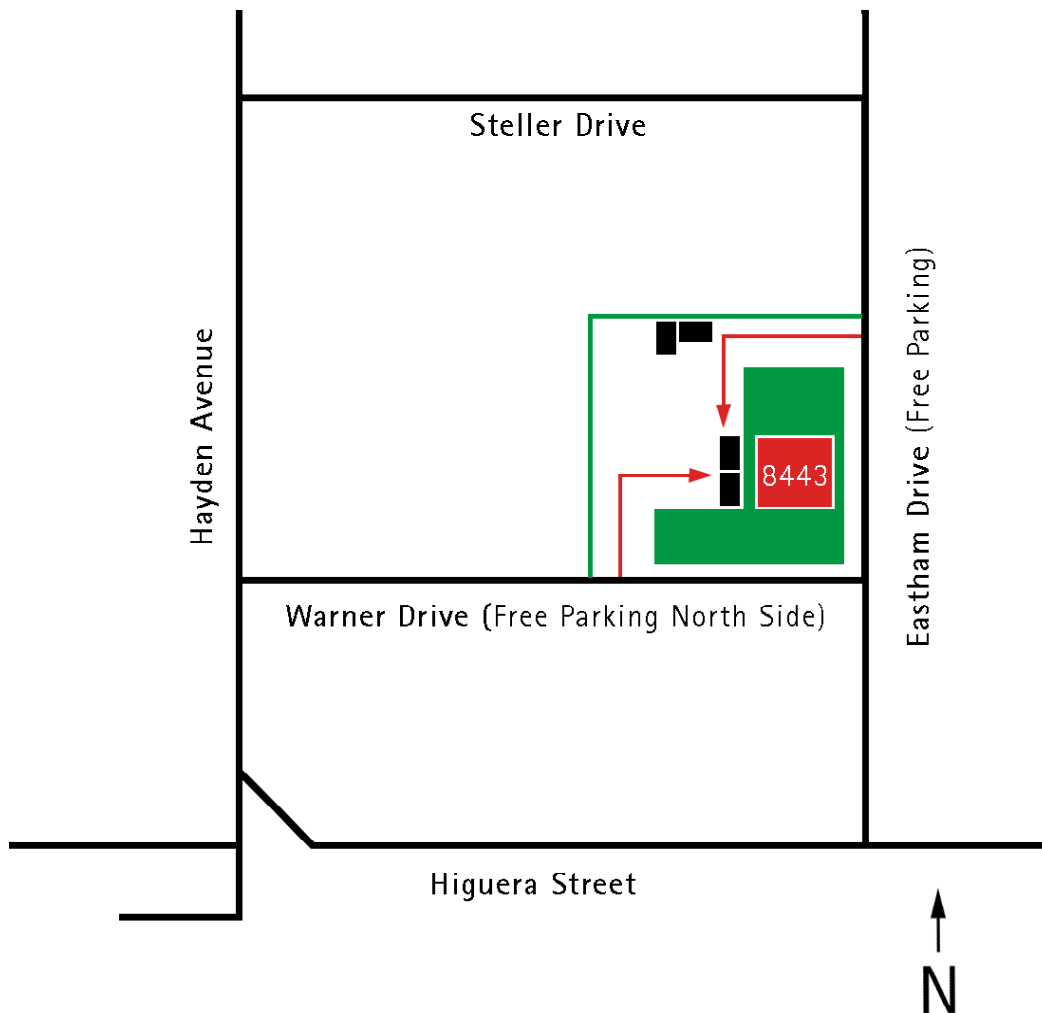 Steller Drive
Hayden Avenue
Eastham Drive (Free Parking)
8443
Warner Drive (Free Parking North Side)
Higuera Street
N